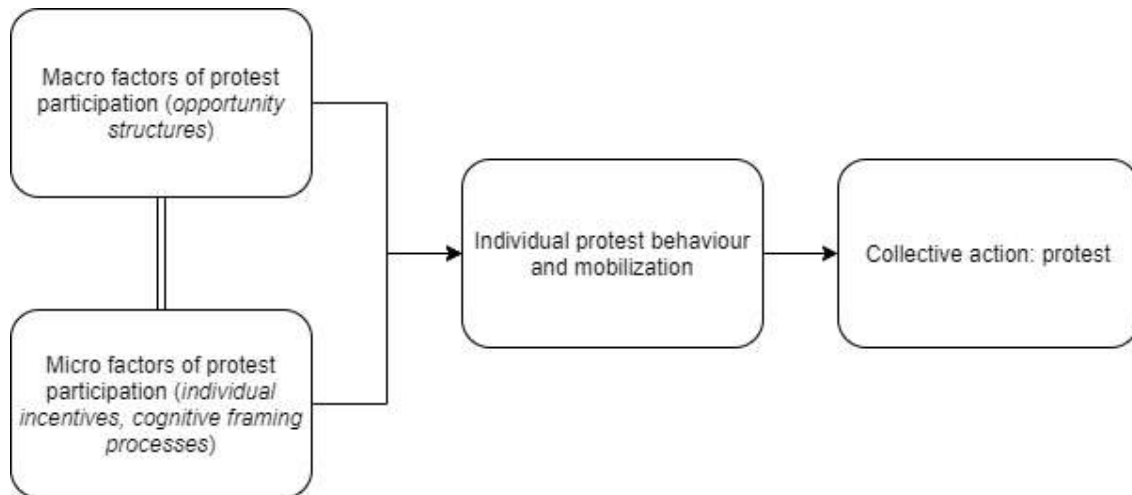 Macro factors of protest
participation (opportunity
structures)
Individual protest behaviour
and mobilization
Collective action: protest
Micro factors of protest
participation (individual
incentives, cognitive framing
processes)